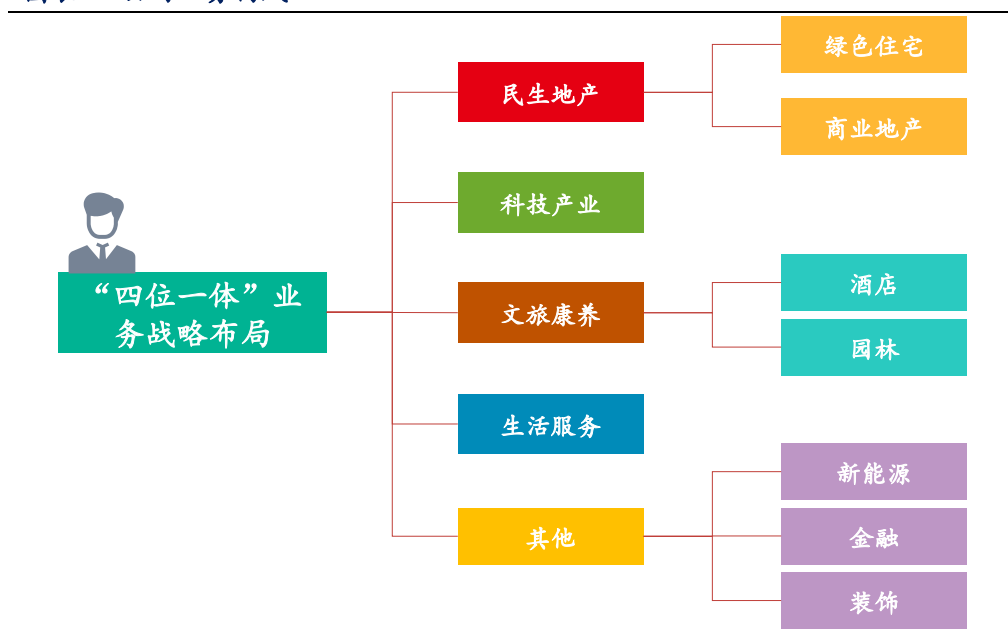 民生地产
绿色住宅
商业地产
科技产业
“四位一体”业
务战略布局
文旅康养
酒店
园林
生活服务
其他
新能源
金融
装饰